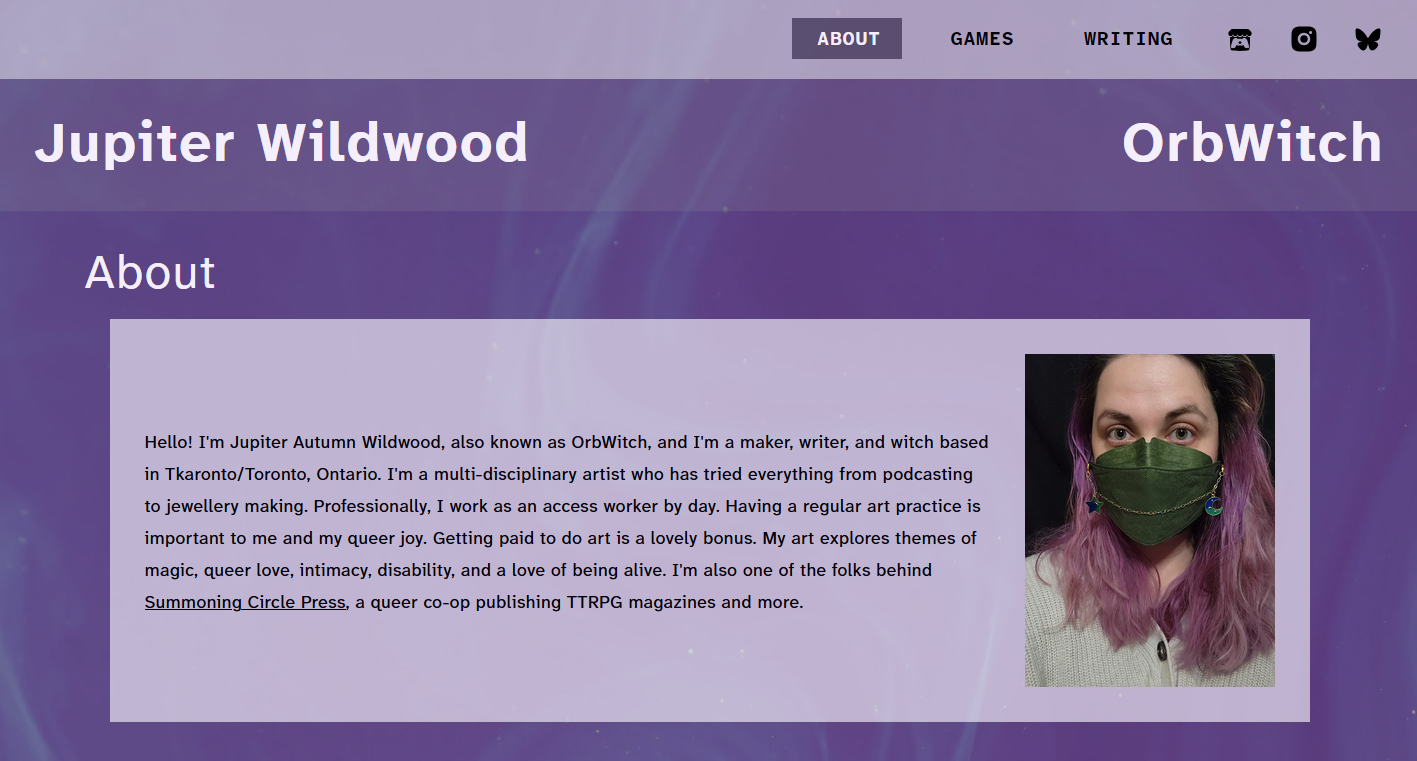 ABOUT GAMES WRITING
Jupiter Wildwood OrbWitch
About
Hello! I'm Jupiter Autumn Wildwood, also known as OrbWitch, and I'm a maker, writer, and witch based
in Tkaronto/Toronto, Ontario. I'm a multi-disciplinary artist who has tried everything from podcasting
to jewellery making. Professionally, I work as an access worker by day. Having a regular art practice is
important to me and my queer joy. Getting paid to do art is a lovely bonus. My art explores themes of
magic, queer love, intimacy, disability, and a love of being alive. I'm also one of the folks behind
Summoning Circle Press, a queer co-op publishing TTRPG magazines and more.